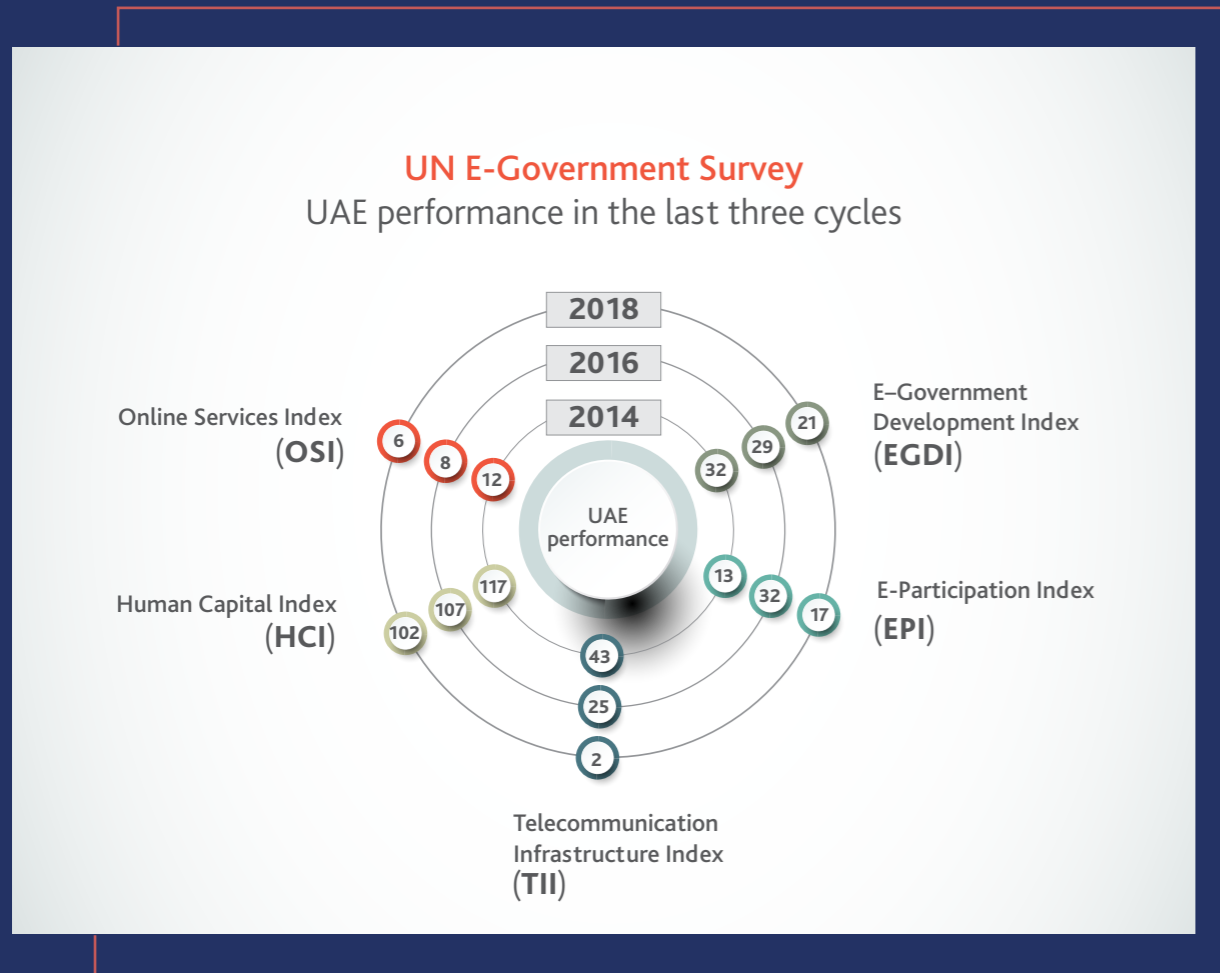 UN E-Government Survey
UAE performance in the last three cycles
2018
2016
2014
Online Services Index
(OSI)
6
8
12
E–Government
Development Index
(EGDI)
32
29
21
UAE
performance
Human Capital Index
(HCI)
102
107
117
E-Participation Index
(EPI)
13
32
17
43
25
2
Telecommunication
Infrastructure Index
(TII)